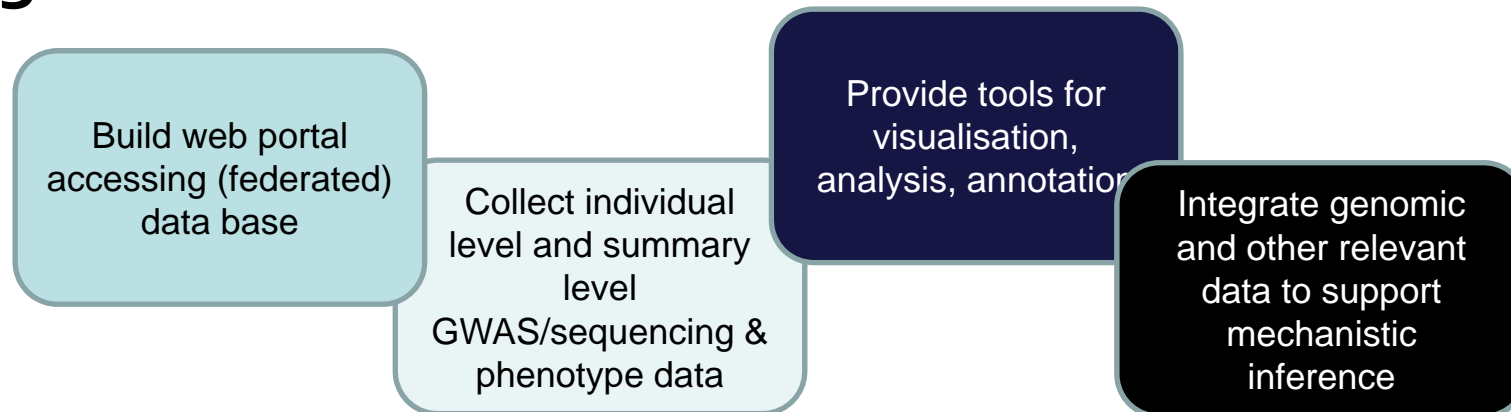 Build web portal
accessing (federated)
data base
Collect individual
level and summary
level
GWAS/sequencing &
phenotype data
Provide tools for
visualisation,
analysis, annotation
Integrate genomic
and other relevant
data to support
mechanistic
inference